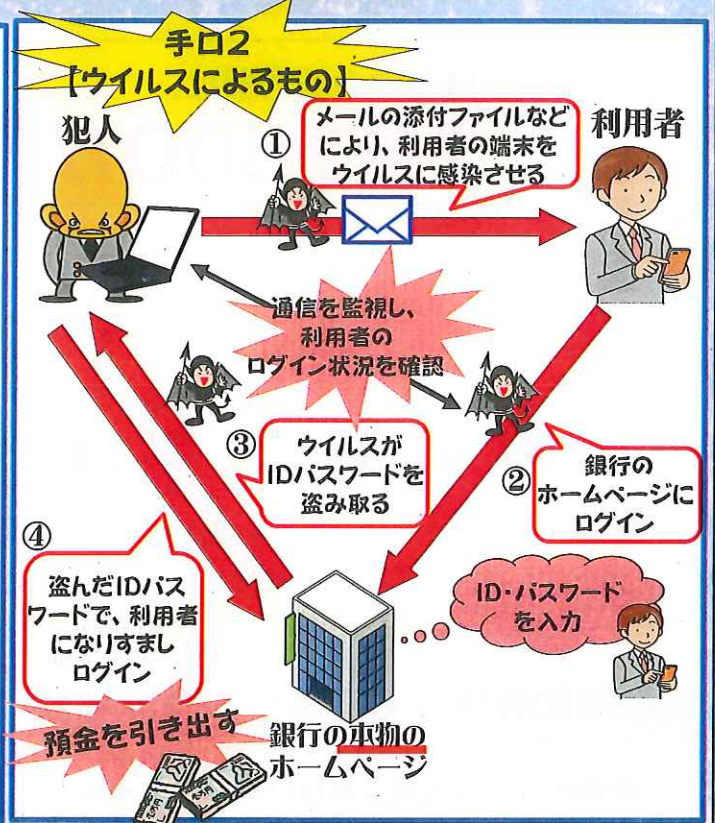 手口2
【ウイルスによるもの】
犯人
①
メールの添付ファイルなど
により、利用者の端末を
ウイルスに感染させる
利用者
通信を監視し、
利用者の
ログイン状況を確認
③
ウイルスが
IDパスワードを
盗み取る
②
銀行の
ホームページに
ログイン
④
盗んだIDパス
ワードで、利用者
になりすまし
ログイン
ID・パスワード
を入力
預金を引き出す
銀行の本物の
ホームページ